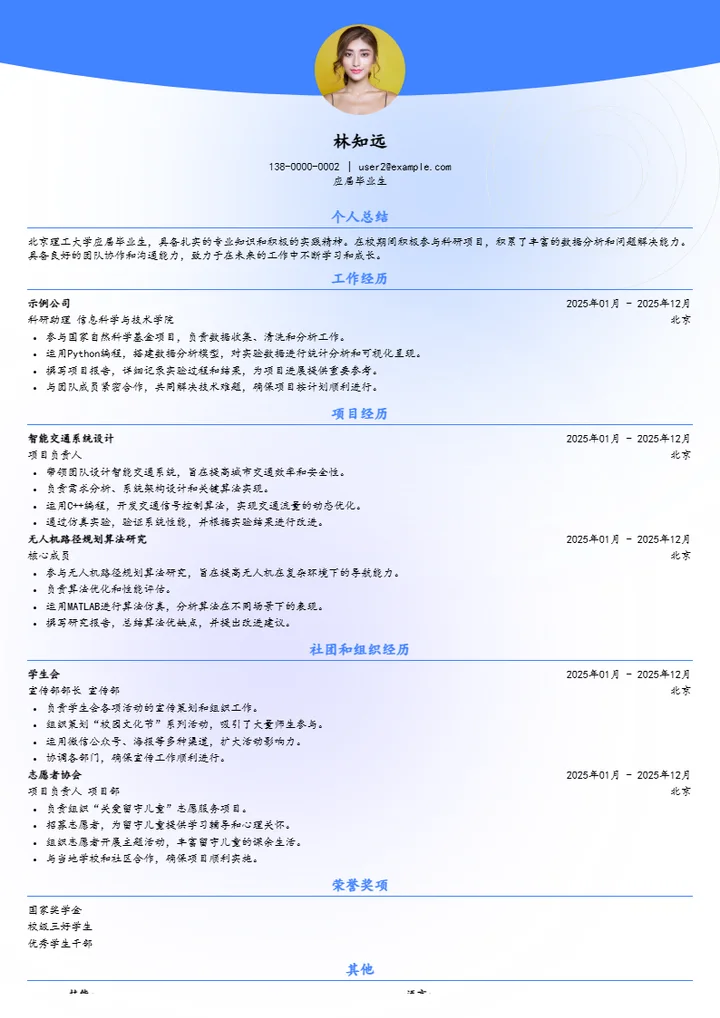 林知远
138-0000-0002 | user2@example.com
应届毕业生
个人总结
北京理工大学应届毕业生，具备扎实的专业知识和积极的实践精神。在校期间积极参与科研项目，积累了丰富的数据分析和问题解决能力。
具备良好的团队协作和沟通能力，致力于在未来的工作中不断学习和成长。
工作经历
示例公司 2025年01月 - 2025年12月
科研助理 信息科学与技术学院 北京
• 参与国家自然科学基金项目，负责数据收集、清洗和分析工作。
• 运用Python编程，搭建数据分析模型，对实验数据进行统计分析和可视化呈现。
• 撰写项目报告，详细记录实验过程和结果，为项目进展提供重要参考。
• 与团队成员紧密合作，共同解决技术难题，确保项目按计划顺利进行。
项目经历
智能交通系统设计 2025年01月 - 2025年12月
项目负责人 北京
• 带领团队设计智能交通系统，旨在提高城市交通效率和安全性。
• 负责需求分析、系统架构设计和关键算法实现。
• 运用C++编程，开发交通信号控制算法，实现交通流量的动态优化。
• 通过仿真实验，验证系统性能，并根据实验结果进行改进。
无人机路径规划算法研究 2025年01月 - 2025年12月
核心成员 北京
• 参与无人机路径规划算法研究，旨在提高无人机在复杂环境下的导航能力。
• 负责算法优化和性能评估。
• 运用MATLAB进行算法仿真，分析算法在不同场景下的表现。
• 撰写研究报告，总结算法优缺点，并提出改进建议。
社团和组织经历
学生会 2025年01月 - 2025年12月
宣传部部长 宣传部 北京
• 负责学生会各项活动的宣传策划和组织工作。
• 组织策划“校园文化节”系列活动，吸引了大量师生参与。
• 运用微信公众号、海报等多种渠道，扩大活动影响力。
• 协调各部门，确保宣传工作顺利进行。
志愿者协会 2025年01月 - 2025年12月
项目负责人 项目部 北京
• 负责组织“关爱留守儿童”志愿服务项目。
• 招募志愿者，为留守儿童提供学习辅导和心理关怀。
• 组织志愿者开展主题活动，丰富留守儿童的课余生活。
• 与当地学校和社区合作，确保项目顺利实施。
荣誉奖项
国家奖学金
校级三好学生
优秀学生干部
其他